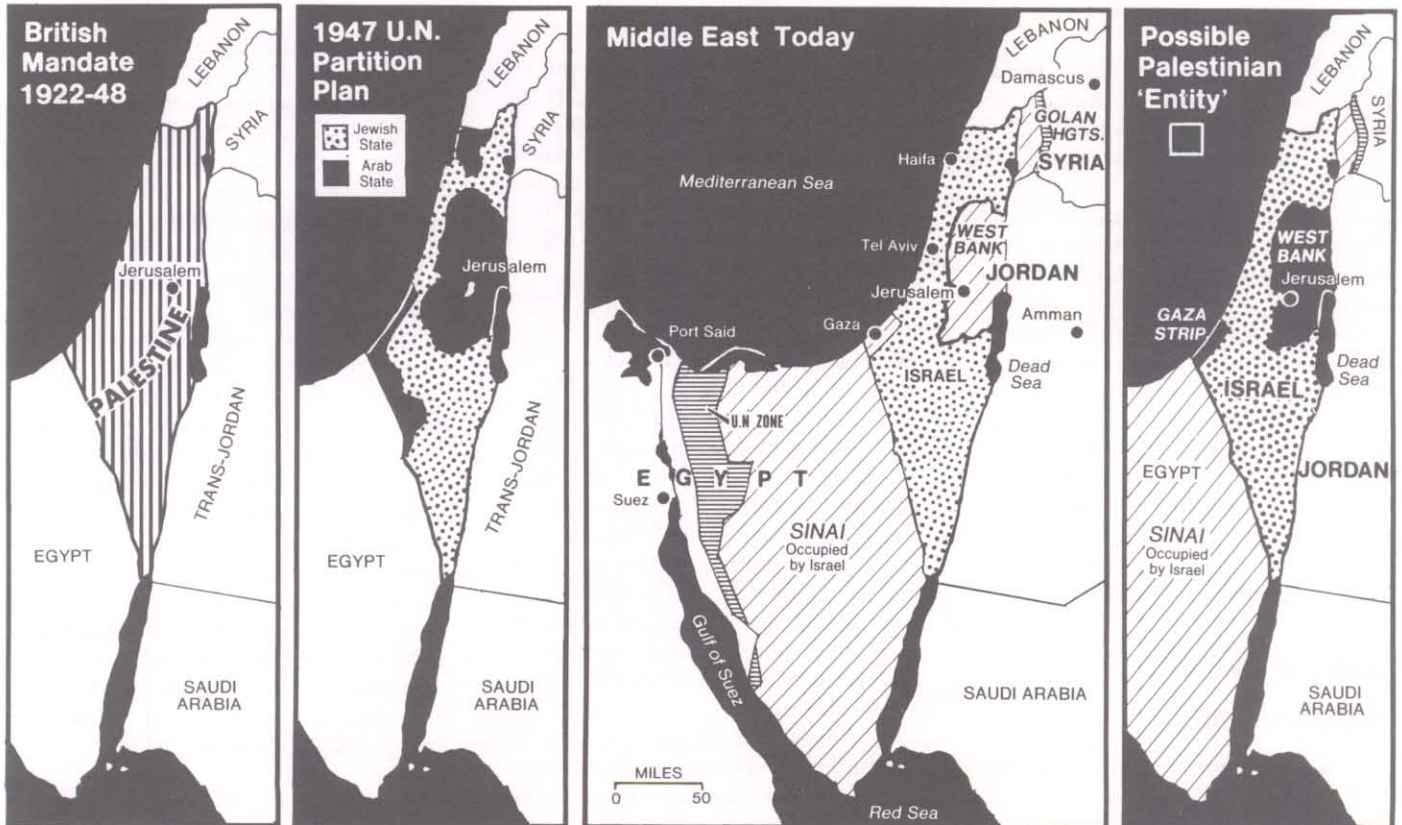 British
Mandate
1922-48
LEBANON
SYRIA
Jerusalem
PALESTINE
TRANS-JORDAN
EGYPT
SAUDI
ARABIA
1947 U.N.
Partition
Plan
Jewish
State
Arab
State
LEBANON
SYRIA
Jerusalem
TRANS-JORDAN
EGYPT
SAUDI
ARABIA
Middle East Today
LEBANON
Damascus
GOLAN
HGTS.
SYRIA
Haifa
Mediterranean Sea
Tel Aviv
WEST
BANK
JORDAN
Jerusalem
Amman
Gaza
Port Said
Dead
Sea
ISRAEL
U.N ZONE
EGYPT
Suez
SINAI
Occupied
by Israel
Gulf of Suez
SAUDI ARABIA
MILES
0 50
Red Sea
Possible
Palestinian
'Entity'
LEBANON
SYRIA
WEST
BANK
Jerusalem
GAZA
STRIP
Dead
Sea
ISRAEL
EGYPT
JORDAN
SINAI
Occupied
by Israel
SAUDI
ARABIA